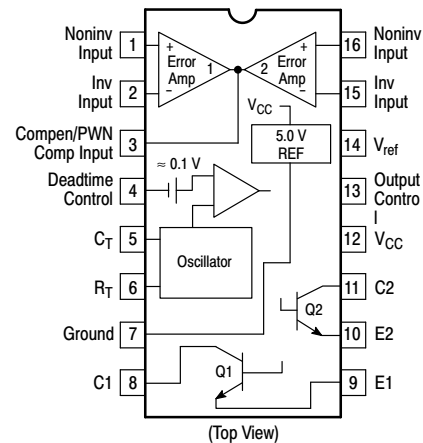 Noninv
Input
1
Inv
Input
2
Compen/PWN
Comp Input
3
Deadtime
Control
4
CT
5
RT
6
Ground
7
C1
8
+
Error
Amp
1
–
+
2
Error
Amp
–
VCC
5.0 V
REF
≈ 0.1 V
Oscillator
Q2
Q1
16
Noninv
Input
15
Inv
Input
14
Vref
13
Output
Contro
l
12
VCC
11
C2
10
E2
9
E1
(Top View)